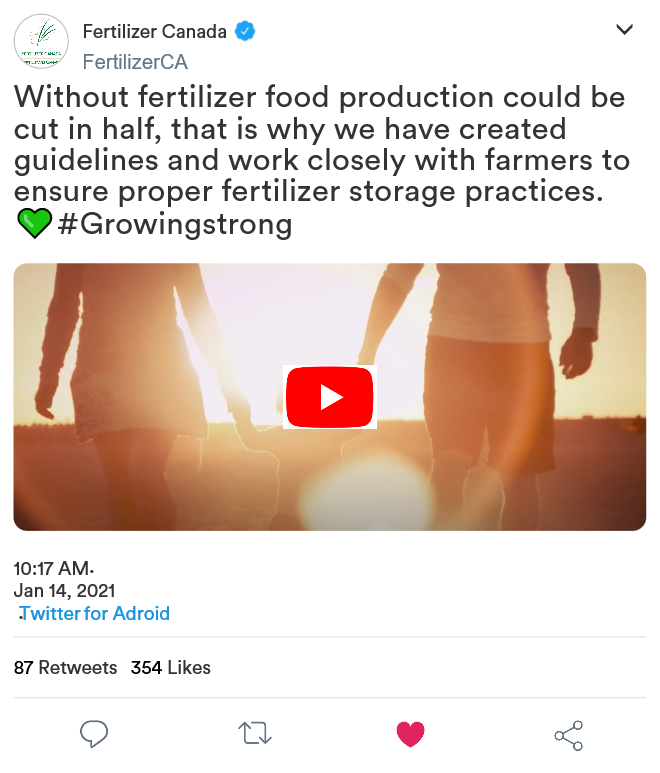 Fertilizer Canada
FertilizerCA
Without fertilizer food production could be
cut in half, that is why we have created
guidelines and work closely with farmers to
ensure proper fertilizer storage practices.
💚#Growingstrong
10:17 AM·
Jan 14, 2021
·Twitter for Adroid
87 Retweets 354 Likes